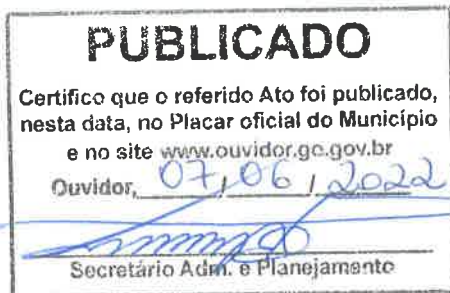 PUBLICADO
Certifico que o referido Ato foi publicado,
nesta data, no Placar oficial do Município
e no site www.ouvidor.go.gov.br
Ouvidor, 07, 06, 2022
Secretário Adm. e Planejamento